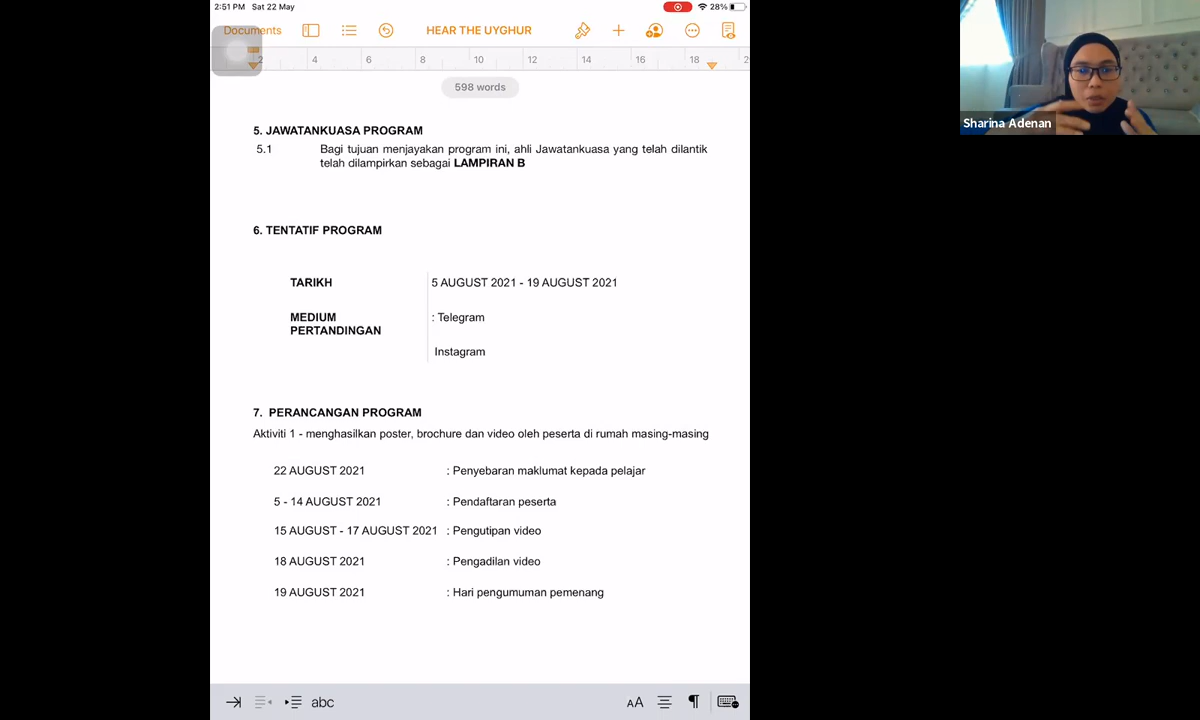 2:51 PM Sat 22 May
28%
Documents
HEAR THE UYGHUR
2 4 6 8 10 12 14 16 18 2
598 words
5. JAWATANKUASA PROGRAM
5.1 Bagi tujuan menjayakan program ini, ahli Jawatankuasa yang telah dilantik
telah dilampirkan sebagai LAMPIRAN B
6. TENTATIF PROGRAM
TARIKH 5 AUGUST 2021 - 19 AUGUST 2021
MEDIUM : Telegram
PERTANDINGAN
Instagram
7. PERANCANGAN PROGRAM
Aktiviti 1 - menghasilkan poster, brochure dan video oleh peserta di rumah masing-masing
22 AUGUST 2021 : Penyebaran maklumat kepada pelajar
5 - 14 AUGUST 2021 : Pendaftaran peserta
15 AUGUST - 17 AUGUST 2021 : Pengutipan video
18 AUGUST 2021 : Pengadilan video
19 AUGUST 2021 : Hari pengumuman pemenang
abc
AA
Sharina Adenan